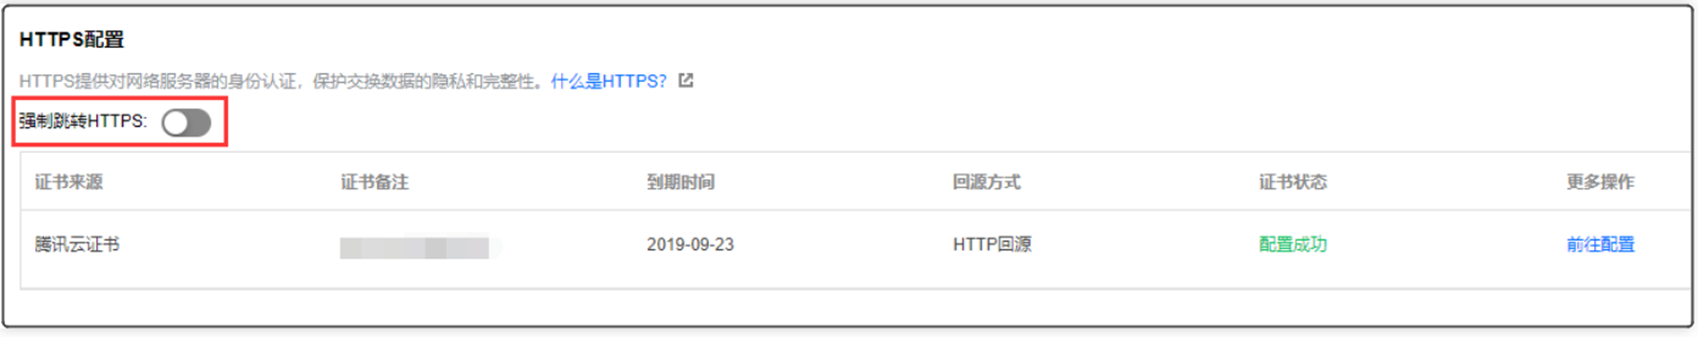 HTTPS配置
HTTPS提供对网络服务器的身份认证，保护交换数据的隐私和完整性。什么是HTTPS?
强制跳转HTTPS:
证书来源 证书备注 到期时间 回源方式 证书状态 更多操作
腾讯云证书 2019-09-23 HTTP回源 配置成功 前往配置